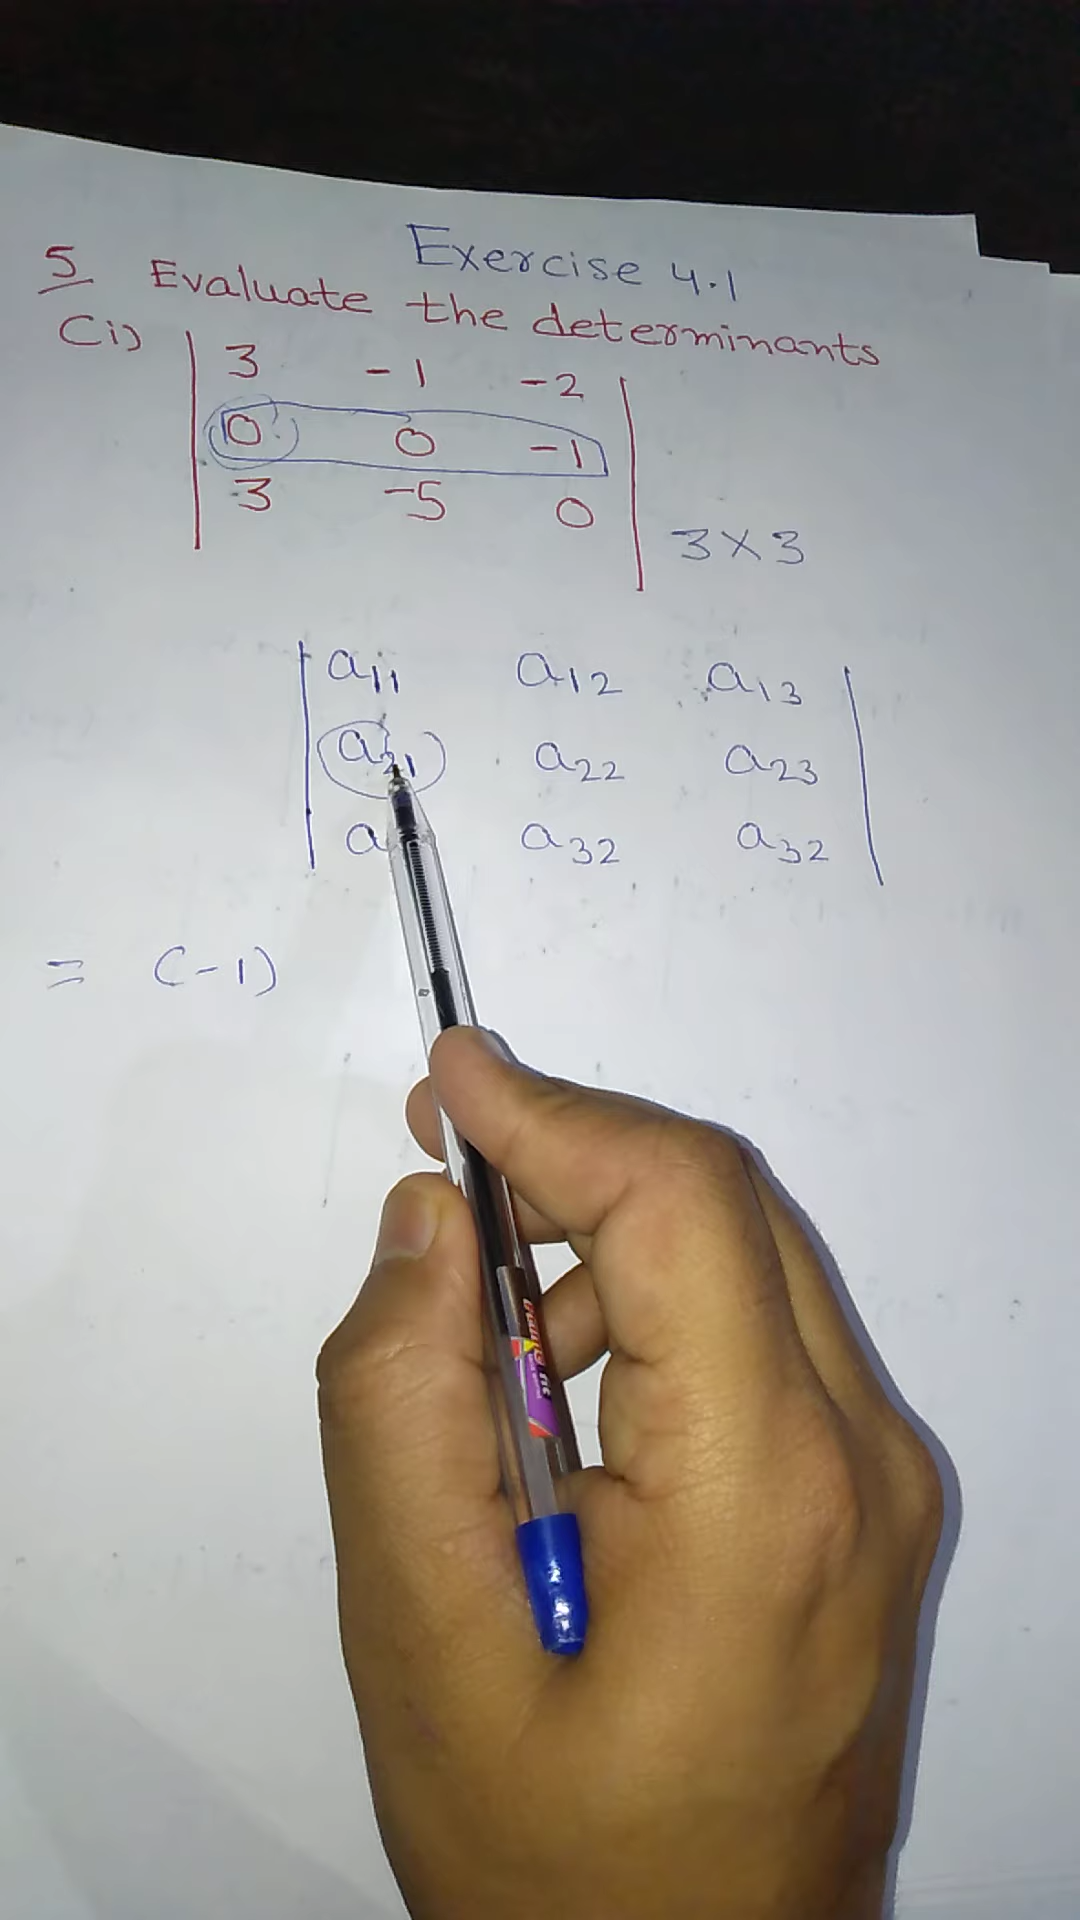 Exercise 4.1
5 Evaluate the determinants
(i)
3 -1 -2
0 0 -1
3 -5 0
3×3
a11 a12 a13
a21 a22 a23
a a32 a32
= (-1)